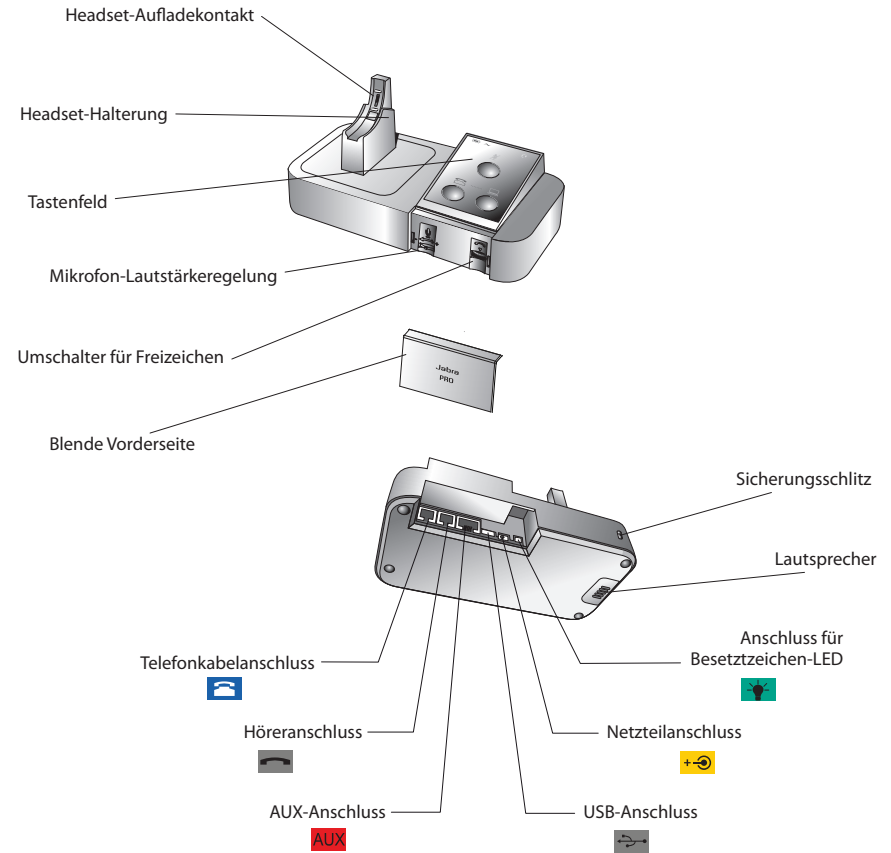 Headset-Aufladekontakt
Headset-Halterung
Tastenfeld
Mikrofon-Lautstärkeregelung
Umschalter für Freizeichen
Jabra
PRO
Blende Vorderseite
Sicherungsschlitz
Lautsprecher
Anschluss für
Besetztzeichen-LED
Telefonkabelanschluss
Höreranschluss
Netzteilanschluss
AUX-Anschluss
USB-Anschluss
AUX